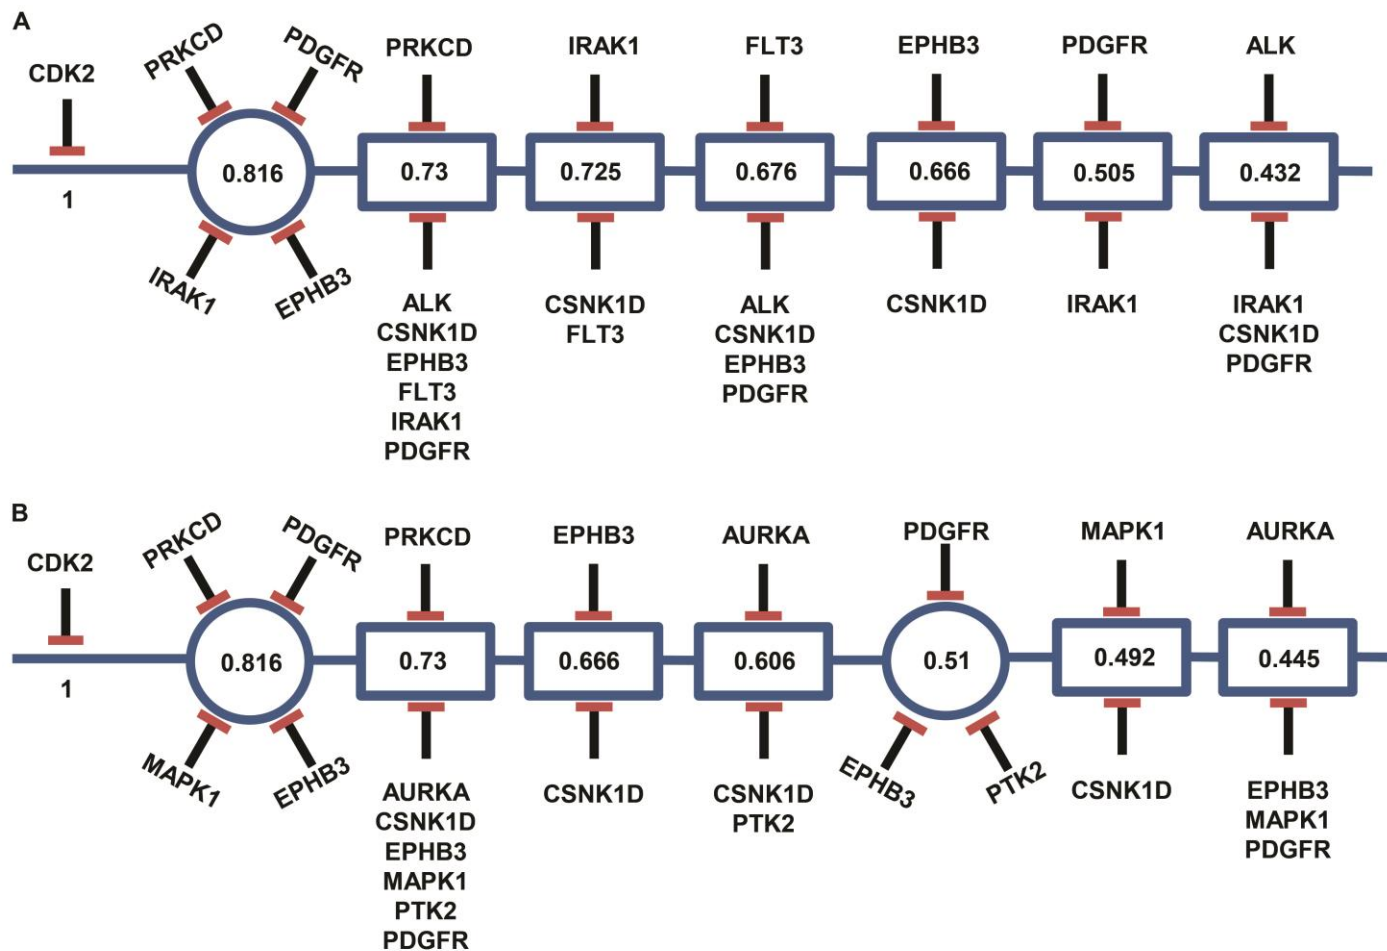 A
CDK2
1
PRKCD
PDGFR
0.816
IRAK1
EPHB3
PRKCD
0.73
ALK
CSNK1D
EPHB3
FLT3
IRAK1
PDGFR
IRAK1
0.725
CSNK1D
FLT3
FLT3
0.676
ALK
CSNK1D
EPHB3
PDGFR
EPHB3
0.666
CSNK1D
PDGFR
0.505
IRAK1
ALK
0.432
IRAK1
CSNK1D
PDGFR
B
CDK2
1
PRKCD
PDGFR
0.816
MAPK1
EPHB3
PRKCD
0.73
AURKA
CSNK1D
EPHB3
MAPK1
PTK2
PDGFR
EPHB3
0.666
CSNK1D
AURKA
0.606
CSNK1D
PTK2
PDGFR
0.51
EPHB3
PTK2
MAPK1
0.492
CSNK1D
AURKA
0.445
EPHB3
MAPK1
PDGFR